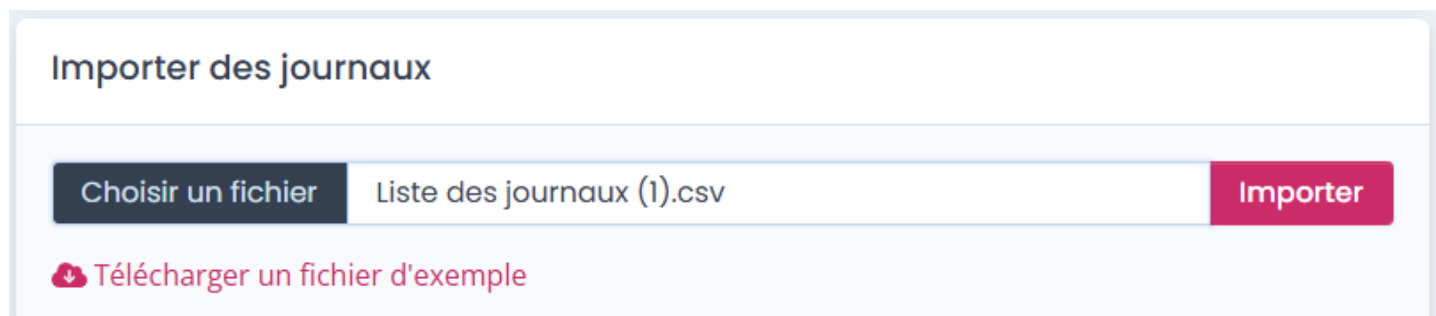 Importer des journaux
Choisir un fichier Liste des journaux (1).csv Importer
Télécharger un fichier d'exemple